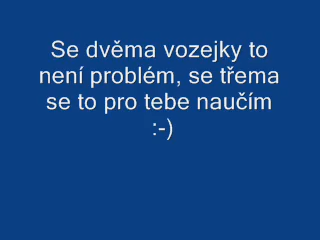 Se dvěma vozejky to
není problém, se třema
se to pro tebe naučím
:-)